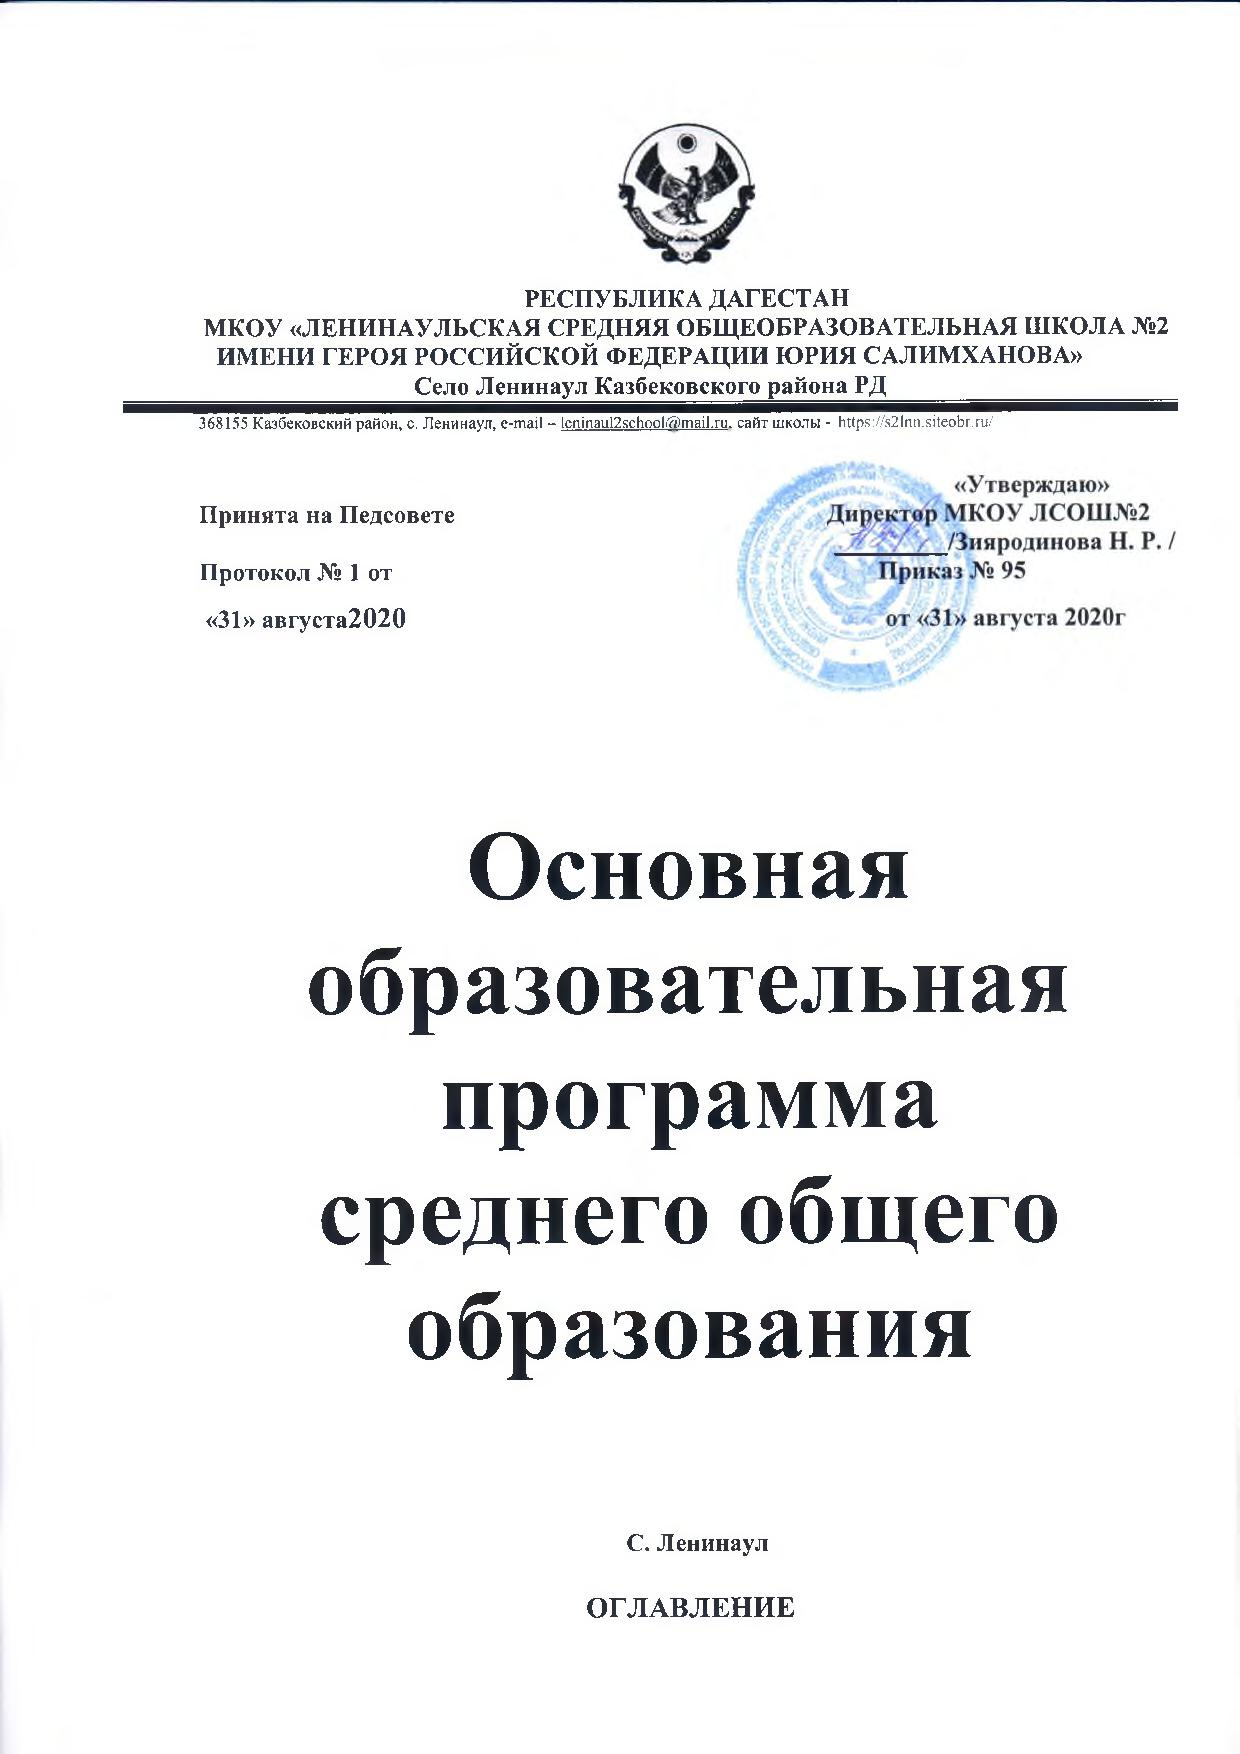 РЕСПУБЛИКА ДАГЕСТАН
МКОУ «ЛЕНИНАУЛЬСКАЯ СРЕДНЯЯ ОБЩЕОБРАЗОВАТЕЛЬНАЯ ШКОЛА №2
ИМЕНИ ГЕРОЯ РОССИЙСКОЙ ФЕДЕРАЦИИ ЮРИЯ САЛИМХАНОВА»
Село Ленинаул Казбековского района РД
368155 Казбековский район, с. Ленинаул, e-mail – leninaul2school@mail.ru, сайт школы - https://s2lnn.siteobr.ru/
«Утверждаю»
Принята на Педсовете Директор МКОУ ЛСОШ№2
/Зияродинова Н. Р. /
Протокол № 1 от Приказ № 95
«31» августа2020 от «31» августа 2020г
Основная
образовательная
программа
среднего общего
образования
С. Ленинаул
ОГЛАВЛЕНИЕ